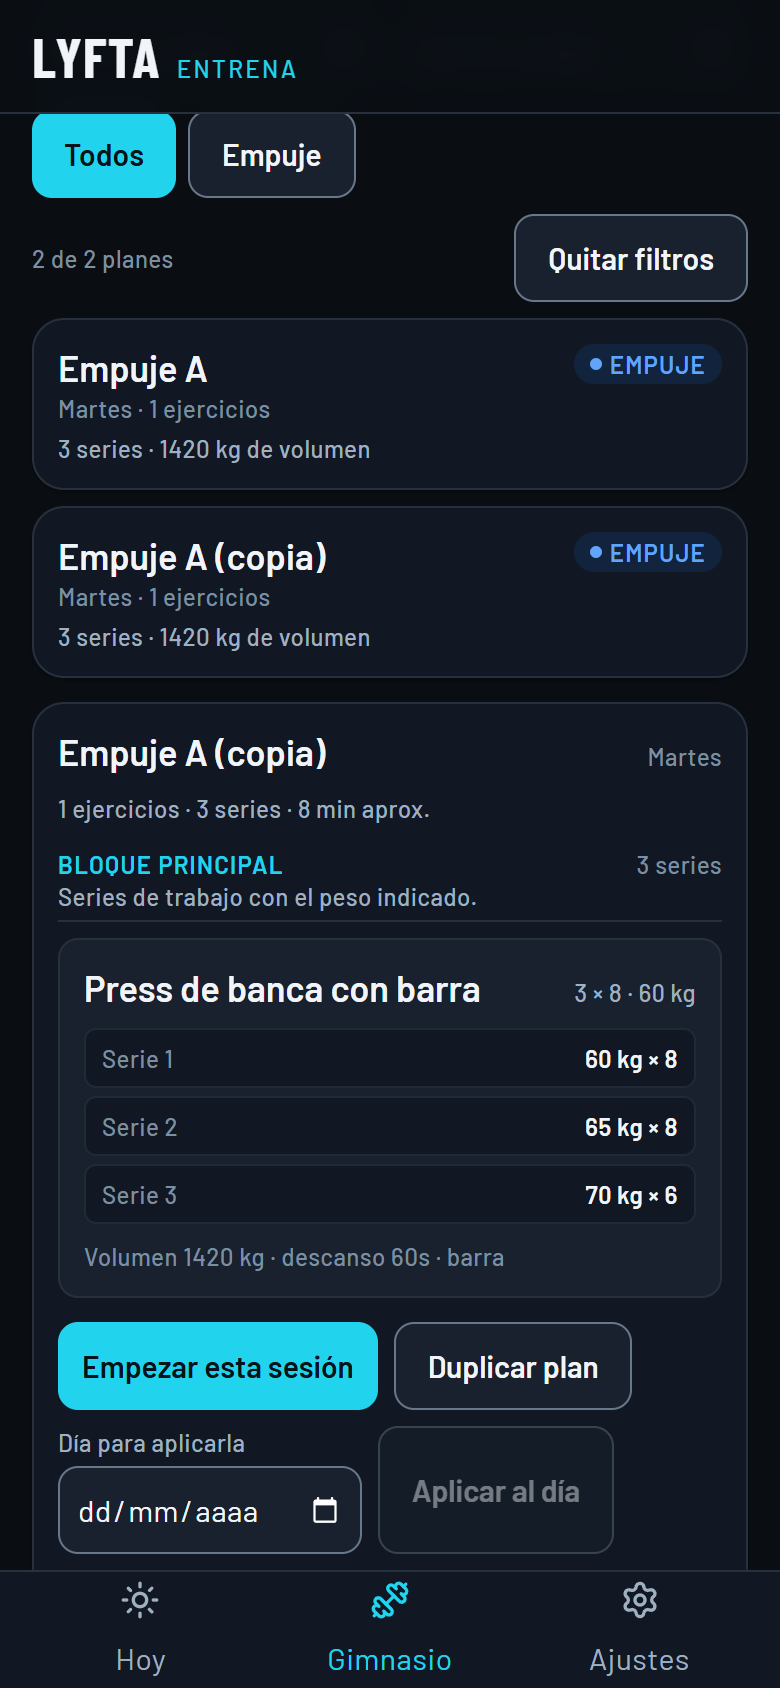 LYFTA ENTRENA
Todos Empuje
2 de 2 planes Quitar filtros
Empuje A EMPUJE
Martes · 1 ejercicios
3 series · 1420 kg de volumen
Empuje A (copia) EMPUJE
Martes · 1 ejercicios
3 series · 1420 kg de volumen
Empuje A (copia) Martes
1 ejercicios · 3 series · 8 min aprox.
BLOQUE PRINCIPAL 3 series
Series de trabajo con el peso indicado.
Press de banca con barra 3 × 8 · 60 kg
Serie 1 60 kg × 8
Serie 2 65 kg × 8
Serie 3 70 kg × 6
Volumen 1420 kg · descanso 60s · barra
Empezar esta sesión Duplicar plan
Día para aplicarla
dd/mm/aaaa Aplicar al día
Hoy Gimnasio Ajustes